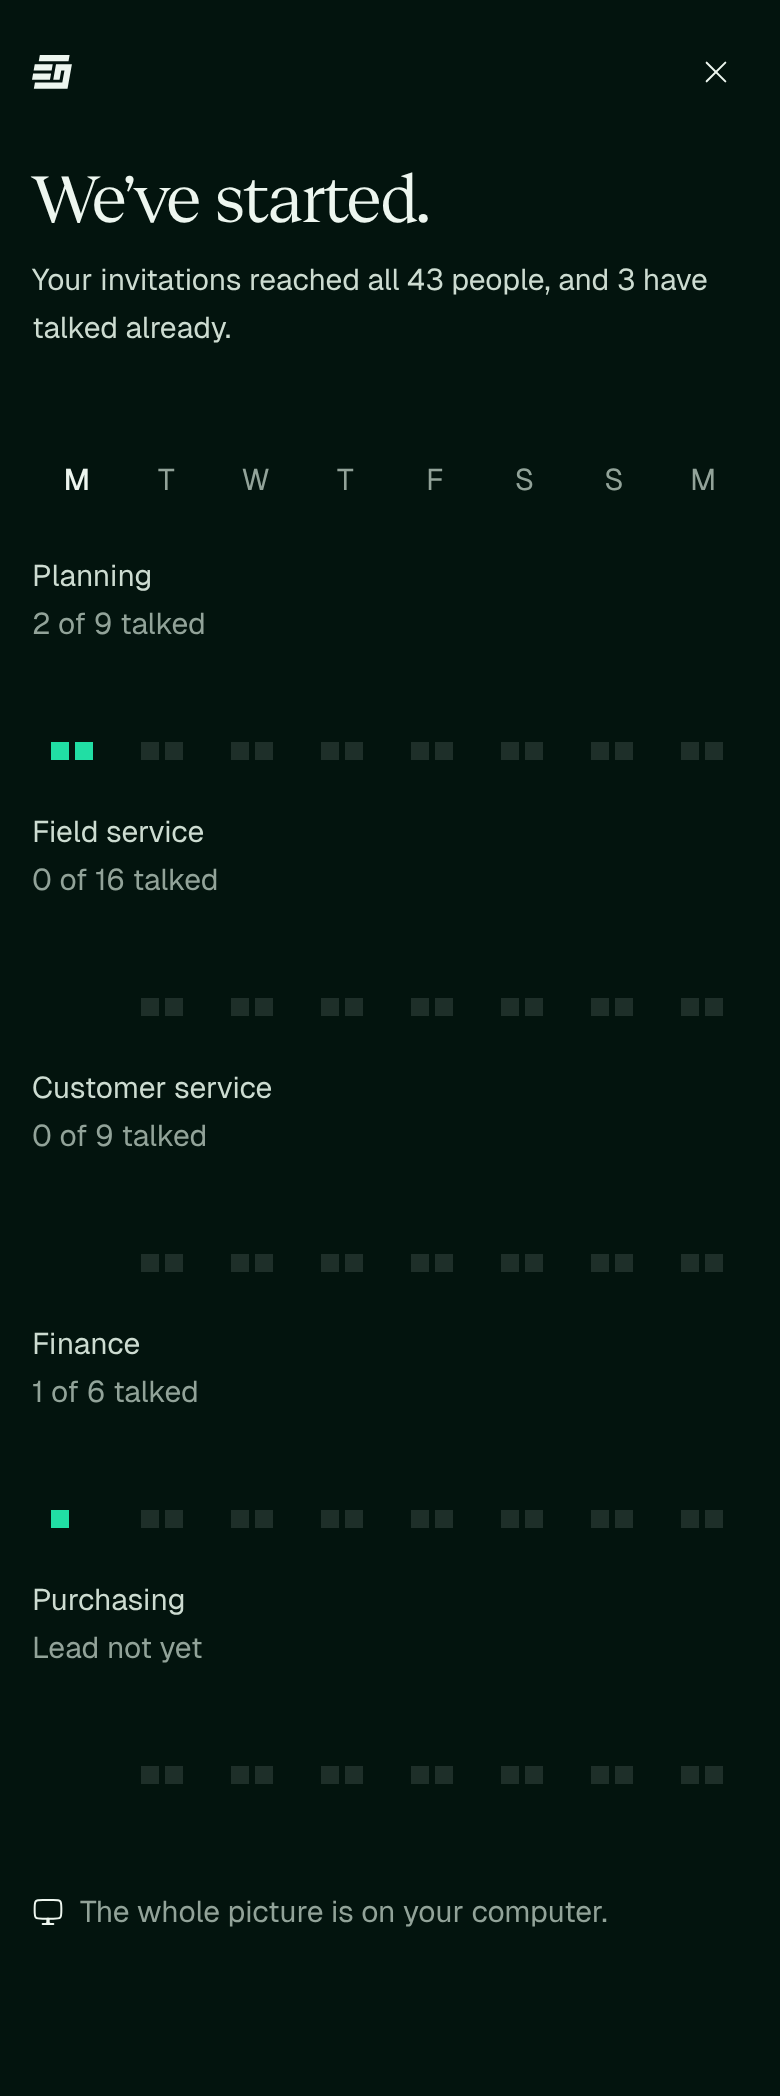 We’ve started.
Your invitations reached all 43 people, and 3 have
talked already.
M T W T F S S M
Planning
2 of 9 talked
Field service
0 of 16 talked
Customer service
0 of 9 talked
Finance
1 of 6 talked
Purchasing
Lead not yet
The whole picture is on your computer.